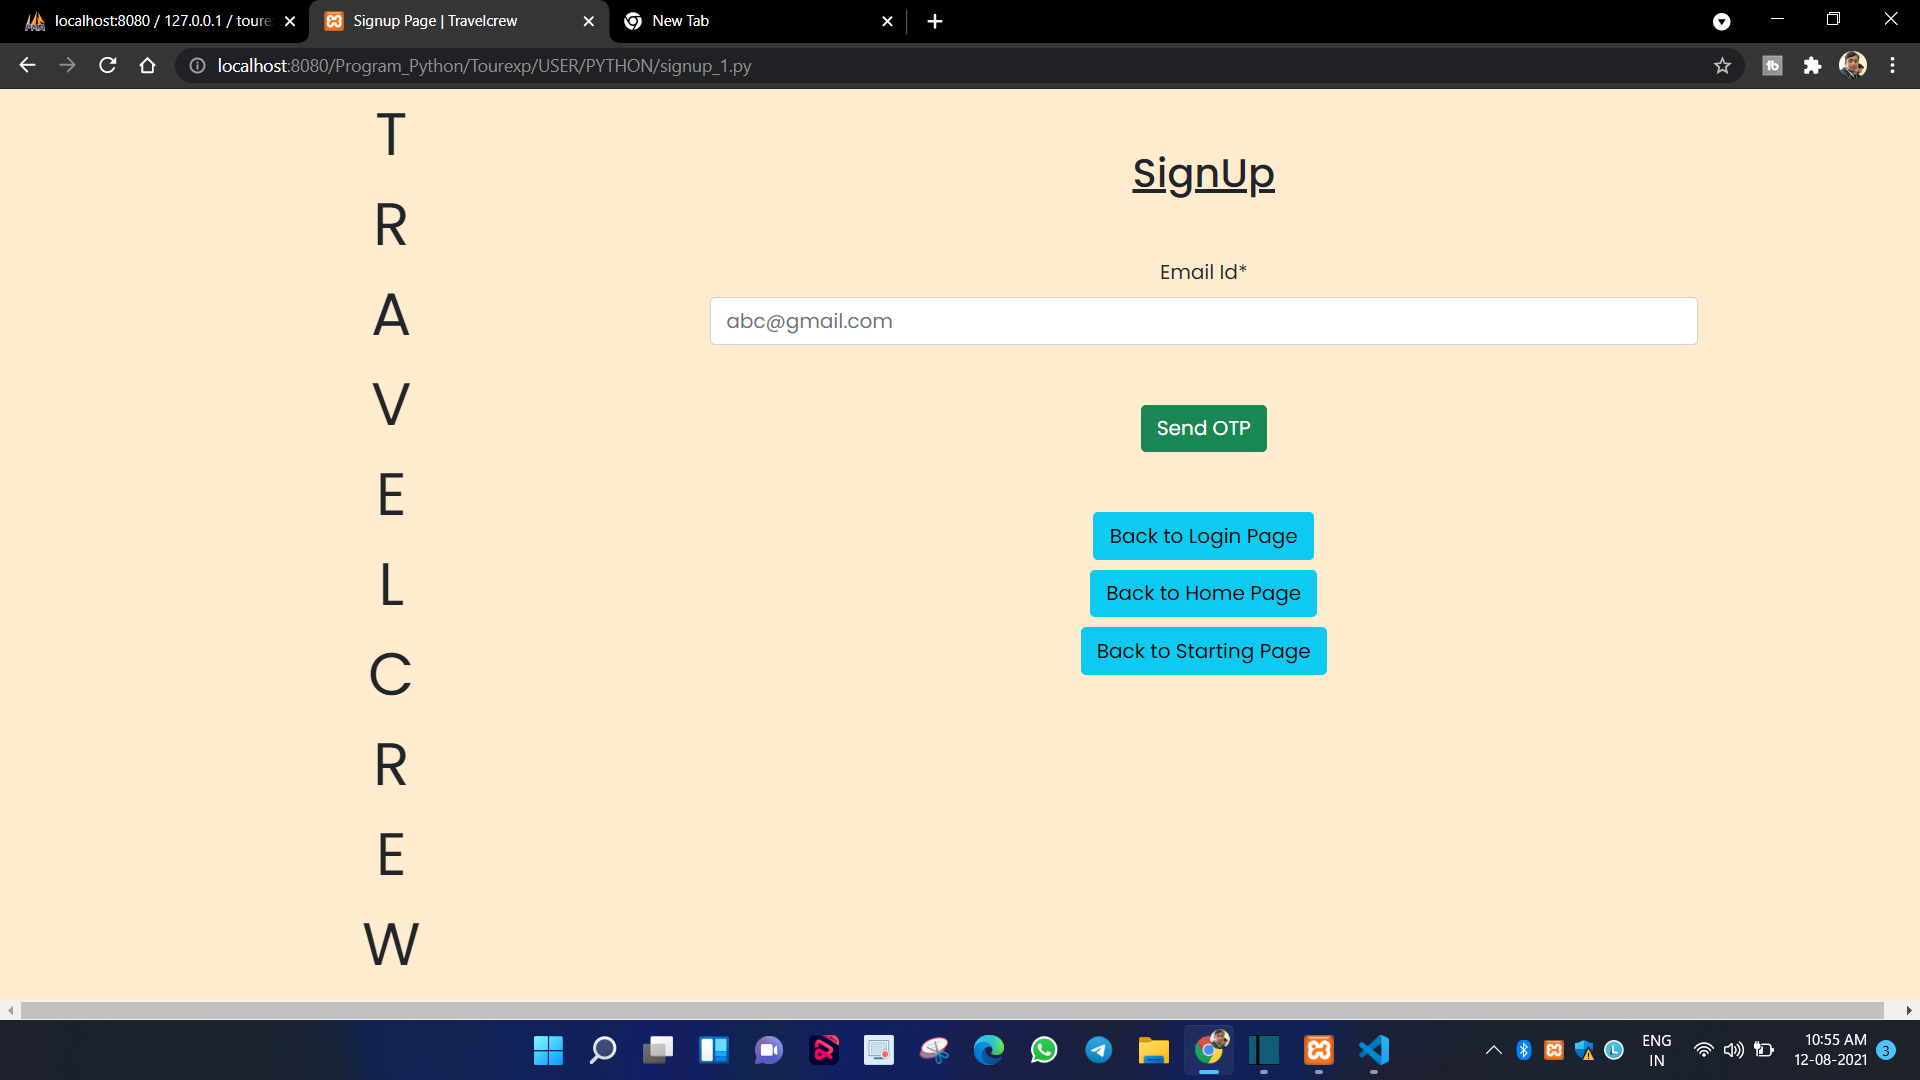 localhost:8080 / 127.0.0.1 / toure
Signup Page | Travelcrew
New Tab
localhost:8080/Program_Python/Tourexp/USER/PYTHON/signup_1.py
T
R
A
V
E
L
C
R
E
W
SignUp
Email Id*
abc@gmail.com
Send OTP
Back to Login Page
Back to Home Page
Back to Starting Page
ENG
IN
10:55 AM
12-08-2021
3